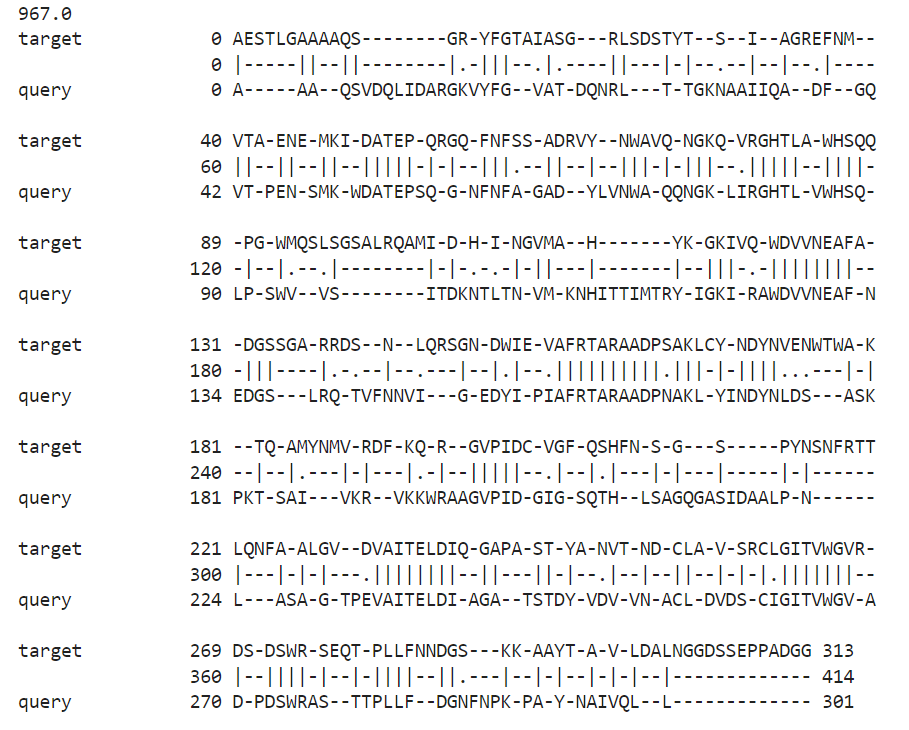 967.0
target 0 AESTLGAAAAQS--------GR-YFGTAIASG---RLSDSTYT--S--I--AGREFNM--
0 |-----||--||--------|.-|||--.|.----||---|-|--.--|--|--.|----
query 0 A-----AA--QSVDQLIDARGKVYFG--VAT-DQNRL---T-TGKNAAIIQA--DF--GQ
target 40 VTA-ENE-MKI-DATEP-QRGQ-FNFSS-ADRVY--NWAVQ-NGKQ-VRGHTLA-WHSQQ
60 ||--||--||--|||||-|-|--|||.--||--|--|||-|-|||--.|||||--||||-
query 42 VT-PEN-SMK-WDATEPSQ-G-NFNFA-GAD--YLVNWA-QQNGK-LIRGHTL-VWHSQ-
target 89 -PG-WMQSLSGSALRQAMI-D-H-I-NGVMA--H-------YK-GKIVQ-WDVVNEAFA-
120 -|--|.--.|--------|-|-.-.-|-||---|-------|--|||-.-||||||||--
query 90 LP-SWV--VS--------ITDKNTLTN-VM-KNHITTIMTRY-IGKI-RAWDVVNEAF-N
target 131 -DGSSGA-RRDS--N--LQRSGN-DWIE-VAFRTARAADPSAKLCY-NDYNVENWTWA-K
180 -|||----|.-.--|--.---|--|.|--.||||||||||.|||-|-||||...---|-|
query 134 EDGS---LRQ-TVFNNVI---G-EDYI-PIAFRTARAADPNAKL-YINDYNLDS---ASK
target 181 --TQ-AMYNMV-RDF-KQ-R--GVPIDC-VGF-QSHFN-S-G---S-----PYNSNFRTT
240 --|--|.---|-|---|.-|--|||||--.|--|.|---|-|---|-----|-|------
query 181 PKT-SAI---VKR--VKKWRAAGVPID-GIG-SQTH--LSAGQGASIDAALP-N------
target 221 LQNFA-ALGV--DVAITELDIQ-GAPA-ST-YA-NVT-ND-CLA-V-SRCLGITVWGVR-
300 |---|-|-|---.||||||||--||---||-|--.|--|--||--|-|-|.|||||||--
query 224 L---ASA-G-TPEVAITELDI-AGA--TSTDY-VDV-VN-ACL-DVDS-CIGITVWGV-A
target 269 DS-DSWR-SEQT-PLLFNNDGS---KK-AAYT-A-V-LDALNGGDSSEPPADGG 313
360 |--||||-|--|-||||--||.---|--|-|--|-|-|--|------------- 414
query 270 D-PDSWRAS--TTPLLF--DGNFNPK-PA-Y-NAIVQL--L------------- 301